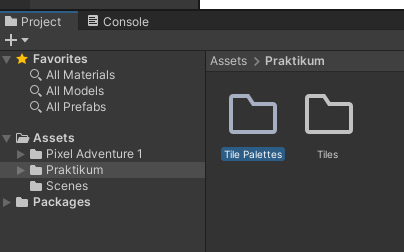 Project
Console
Favorites
All Materials
All Models
All Prefabs
Assets
Pixel Adventure 1
Praktikum
Scenes
Packages
Assets > Praktikum
Tile Palettes
Tiles